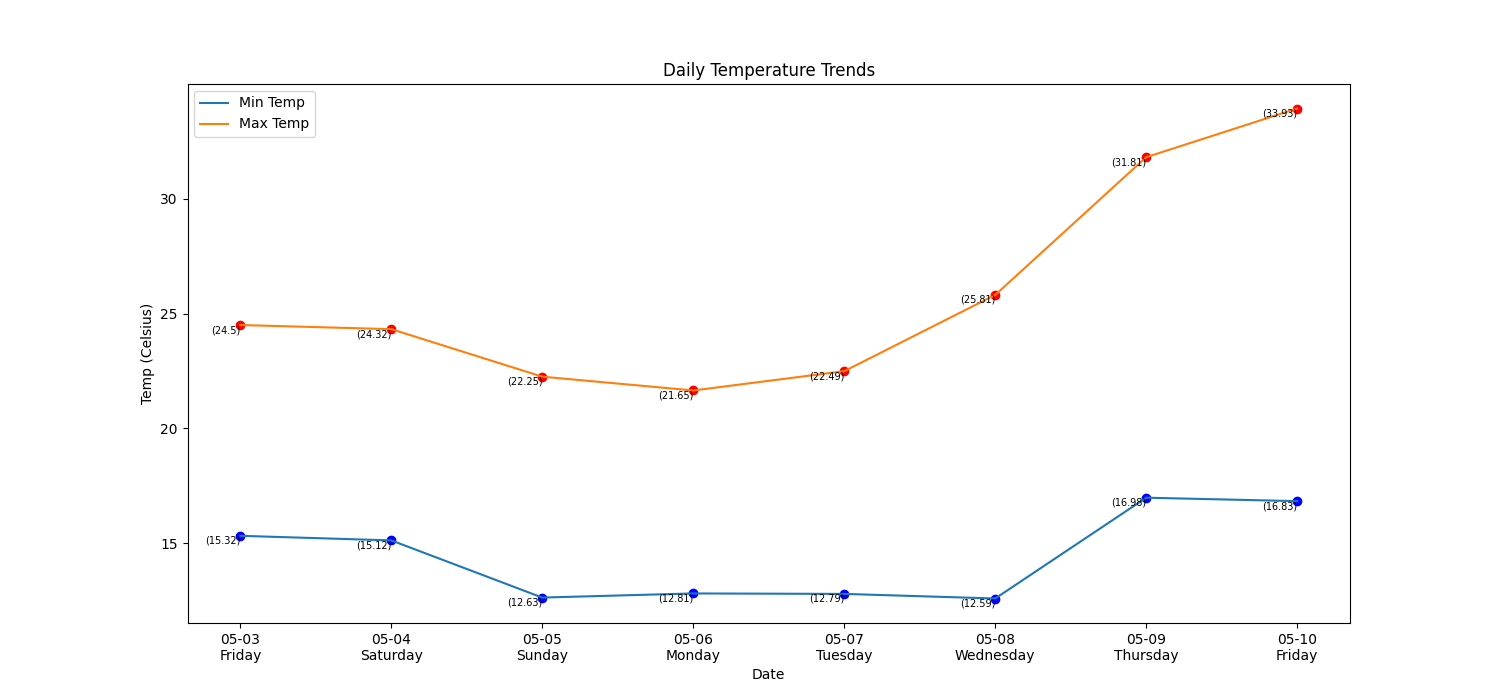 Daily Temperature Trends
Min Temp
Max Temp
Temp (Celsius)
30
25
20
15
(24.5)
(24.32)
(22.25)
(21.65)
(22.49)
(25.81)
(31.81)
(33.93)
(15.32)
(15.12)
(12.63)
(12.81)
(12.79)
(12.59)
(16.98)
(16.83)
05-03
Friday
05-04
Saturday
05-05
Sunday
05-06
Monday
05-07
Tuesday
05-08
Wednesday
05-09
Thursday
05-10
Friday
Date